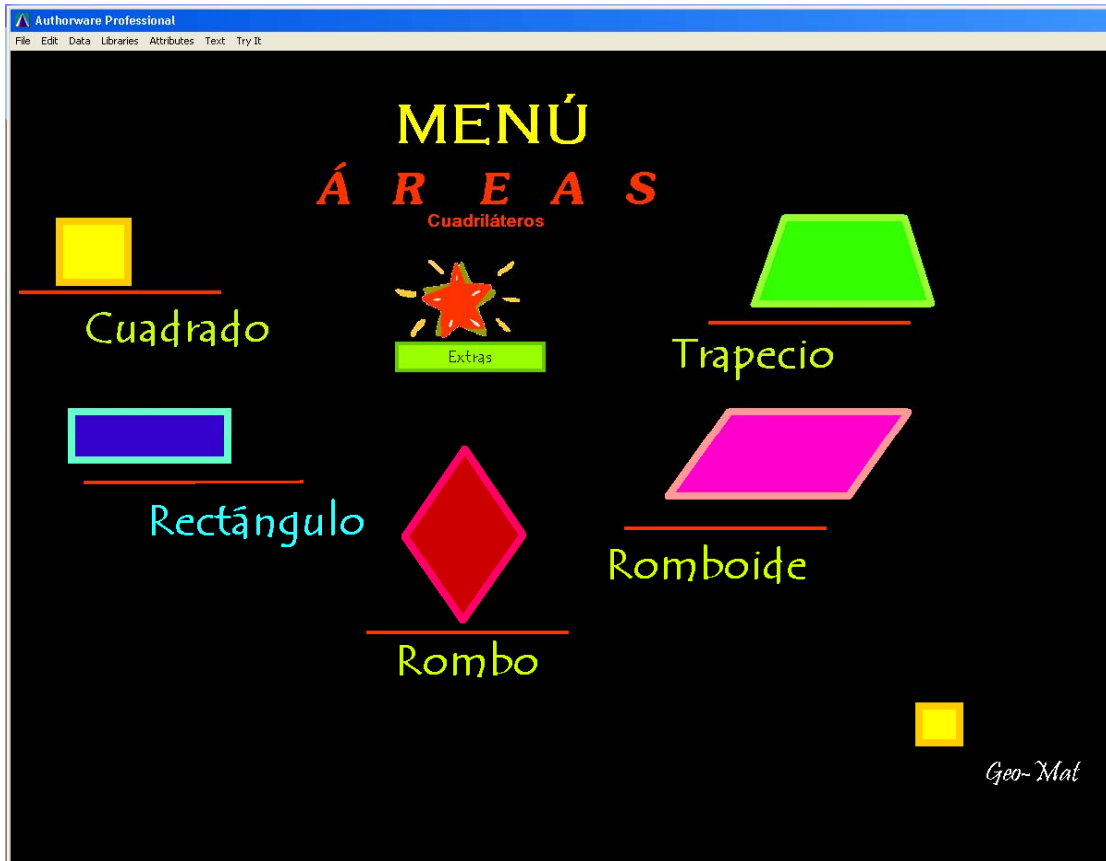 Authorware Professional
File Edit Data Libraries Attributes Text Try It
MENÚ
ÁREAS
Cuadriláteros
Cuadrado
Extras
Trapecio
Rectángulo
Romboide
Rombo
Geo-Mat